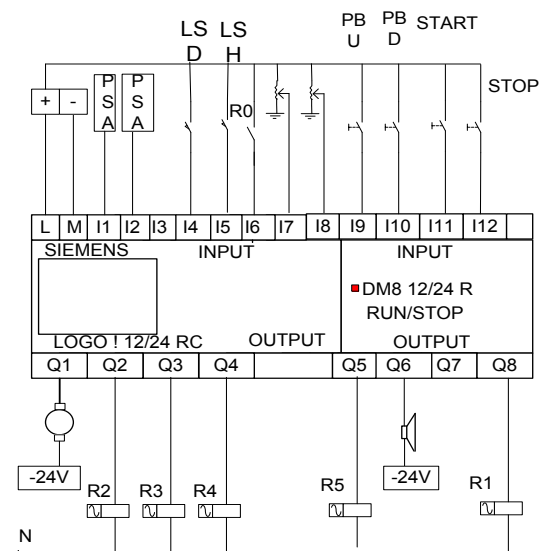 LS LS PB PB START
D H U D
STOP
+ - P S A P S A
R0
L M I1 I2 I3 I4 I5 I6 I7 I8 I9 I10 I11 I12
SIEMENS INPUT INPUT
DM8 12/24 R
RUN/STOP
LOGO ! 12/24 RC OUTPUT OUTPUT
Q1 Q2 Q3 Q4 Q5 Q6 Q7 Q8
-24V -24V
R2 R3 R4 R5 R1
N